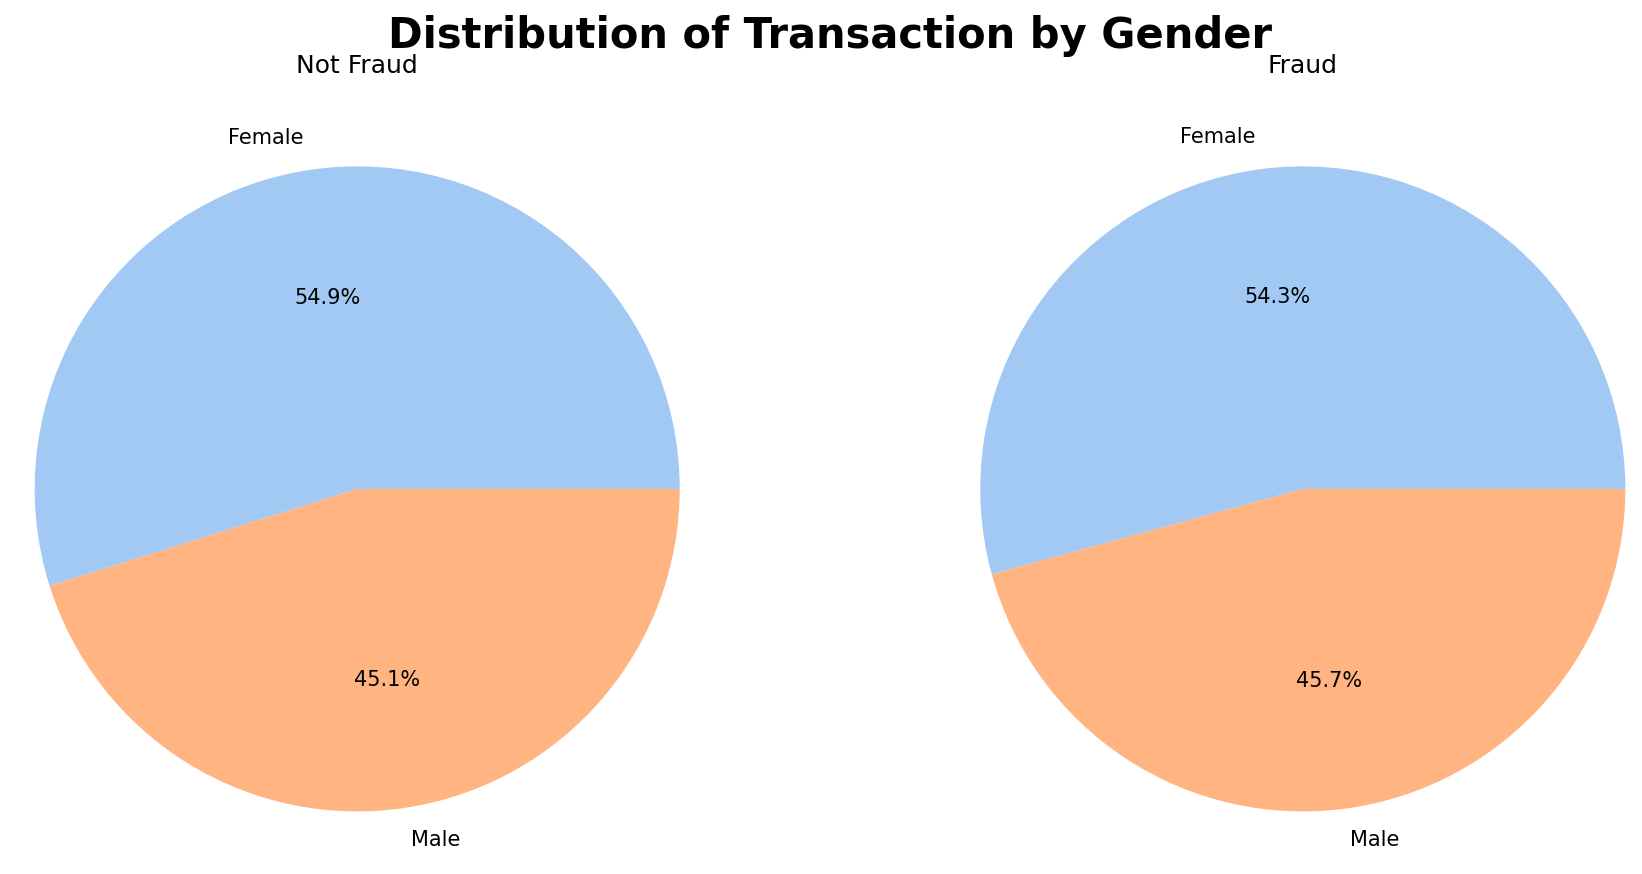 Distribution of Transaction by Gender
Not Fraud
Female
54.9%
45.1%
Male
Fraud
Female
54.3%
45.7%
Male